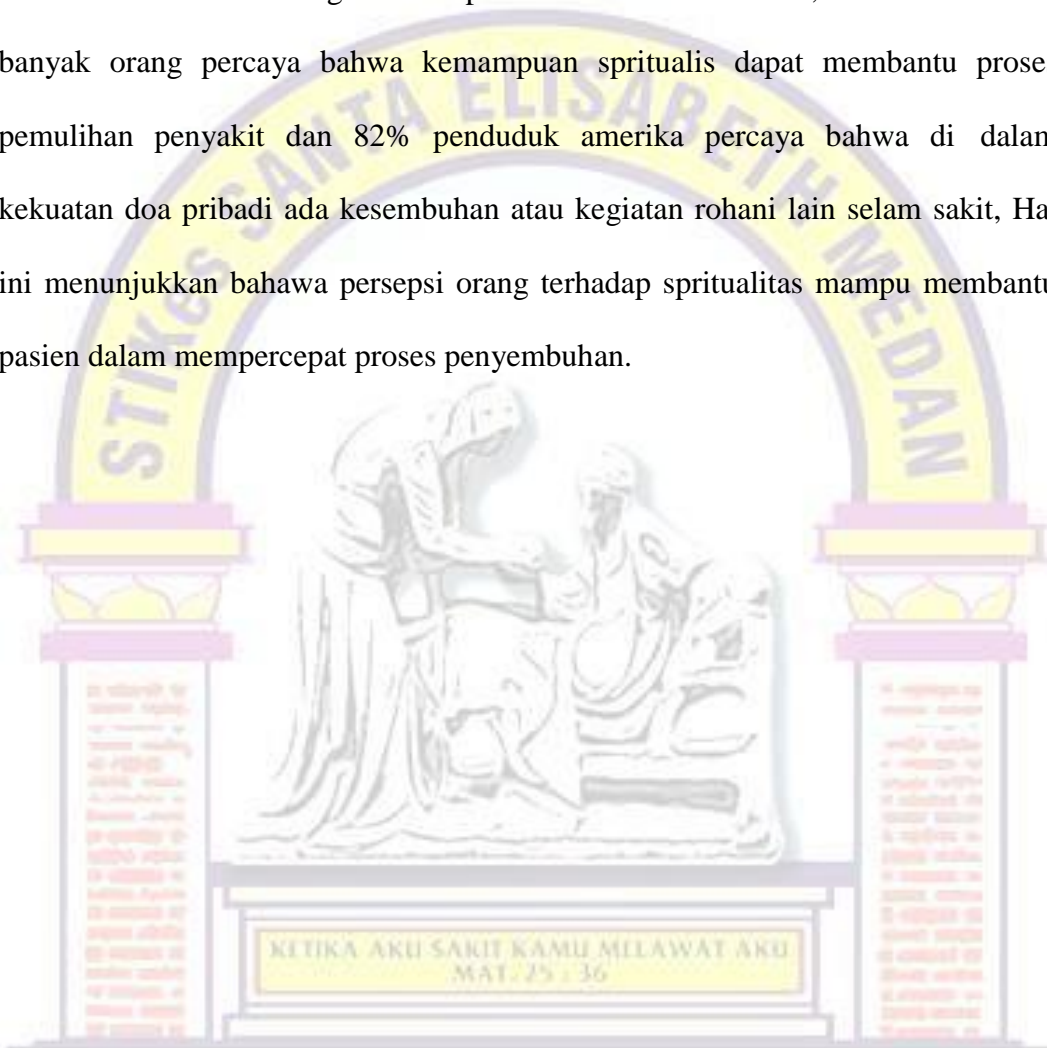 banyak orang percaya bahwa kemampuan spritualis dapat membantu prose
pemulihan penyakit dan 82% penduduk amerika percaya bahwa di dalam
kekuatan doa pribadi ada kesembuhan atau kegiatan rohani lain selam sakit, Ha
ini menunjukkan bahawa persepsi orang terhadap spritualitas mampu membantu
pasien dalam mempercepat proses penyembuhan.
STIKes SANTA ELISABETH MEDAN
KETIKA AKU SAKIT KAMU MELAWAT AKU
MAT. 25 : 36